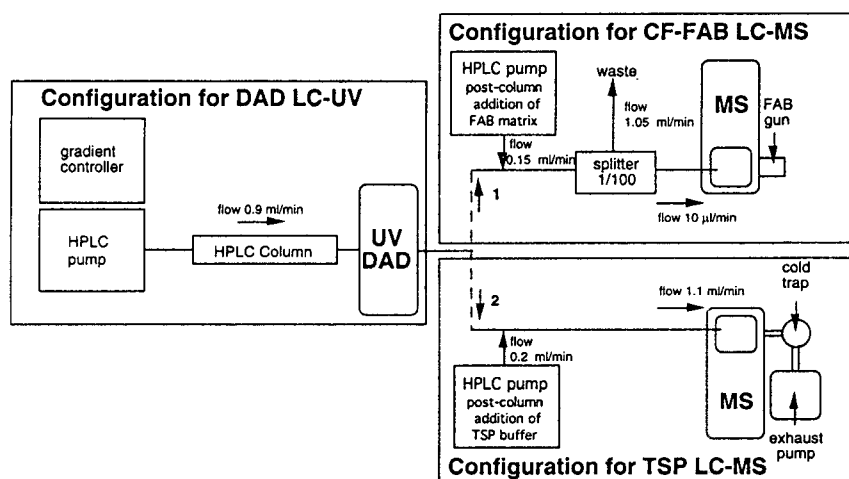 Configuration for DAD LC-UV
gradient
controller
HPLC
pump
flow 0.9 ml/min
HPLC Column
UV
DAD
Configuration for CF-FAB LC-MS
HPLC pump
post-column
addition of
FAB matrix
flow
0.15 ml/min
1
waste
flow
1.05 ml/min
splitter
1/100
flow 10 µl/min
MS
FAB
gun
2
flow
0.2 ml/min
HPLC pump
post-column
addition of
TSP buffer
flow 1.1 ml/min
MS
cold
trap
exhaust
pump
Configuration for TSP LC-MS